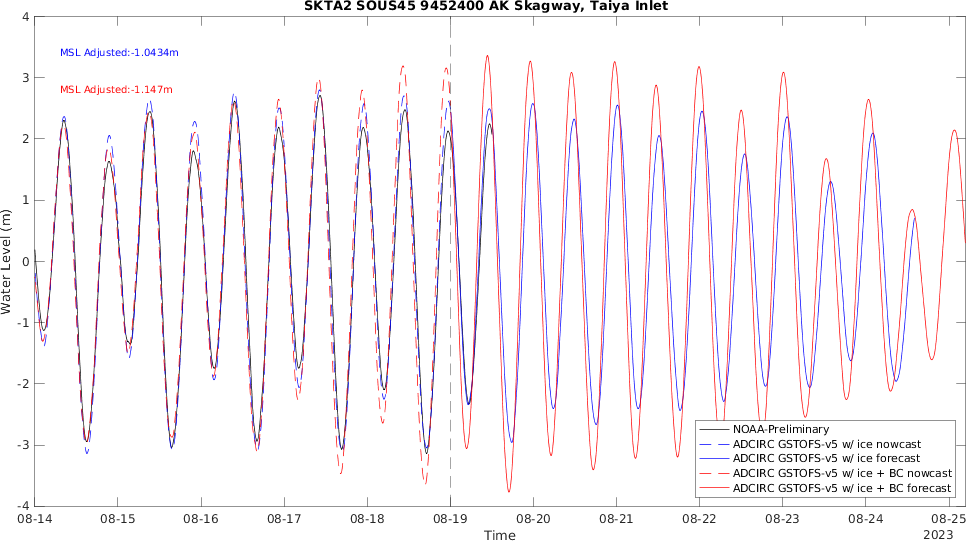 SKTA2 SOUS45 9452400 AK Skagway, Taiya Inlet
4
3
2
1
0
-1
-2
-3
-4
Water Level (m)
MSL Adjusted:-1.0434m
MSL Adjusted:-1.147m
NOAA-Preliminary
ADCIRC GSTOFS-v5 w/ice nowcast
ADCIRC GSTOFS-v5 w/ice forecast
ADCIRC GSTOFS-v5 w/ice + BC nowcast
ADCIRC GSTOFS-v5 w/ice + BC forecast
08-14 08-15 08-16 08-17 08-18 08-19 08-20 08-21 08-22 08-23 08-24 08-25
Time
2023